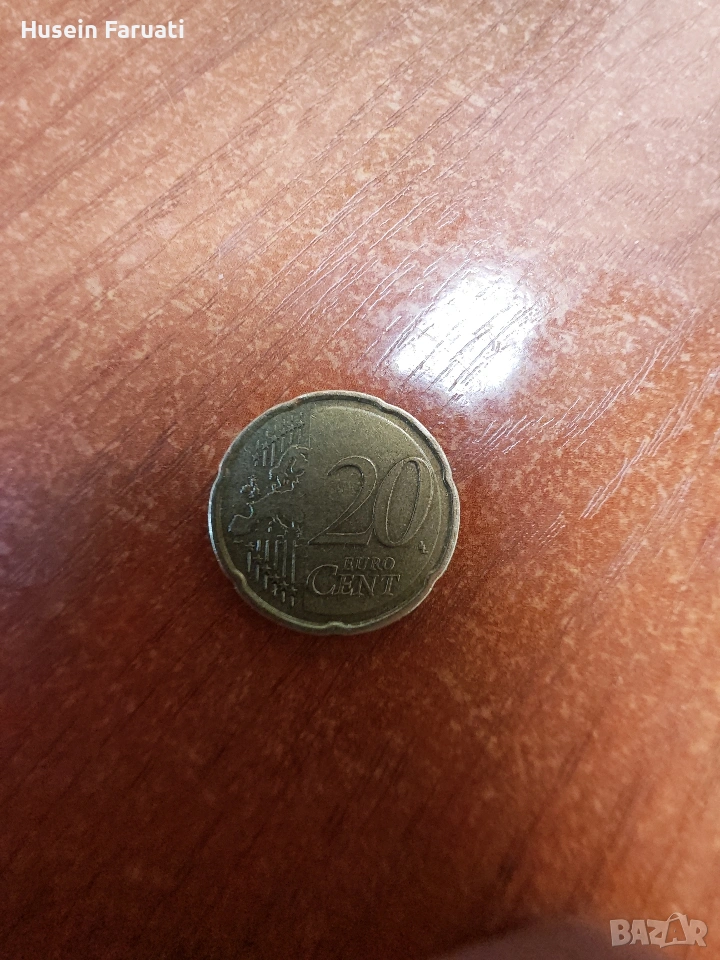 Husein Faruati
20
EURO
CENT
BAZAR